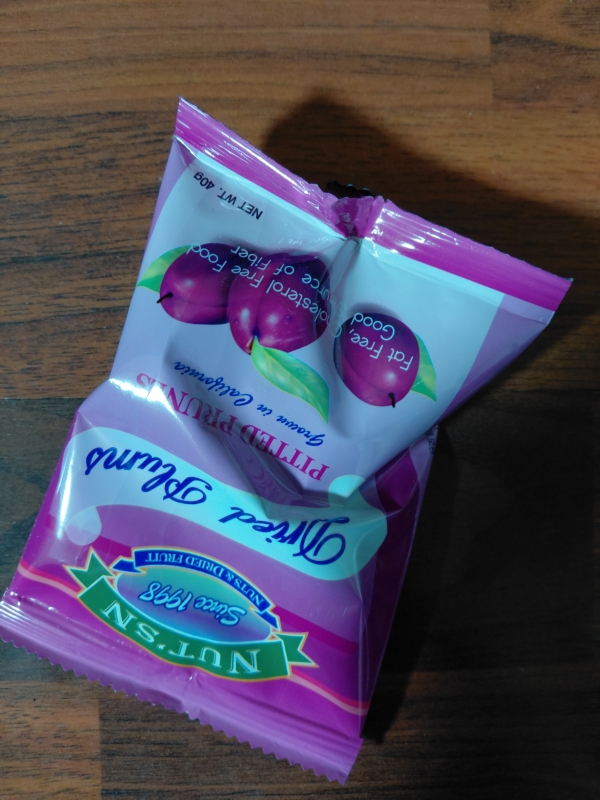 NUT'SN
Since 1998
NUTS & DRIED FRUIT
Dried Plums
PITTED PRUNES
Grown in California
Fat Free, Cholesterol Free Food
Good Source of Fiber
NET WT. 40g